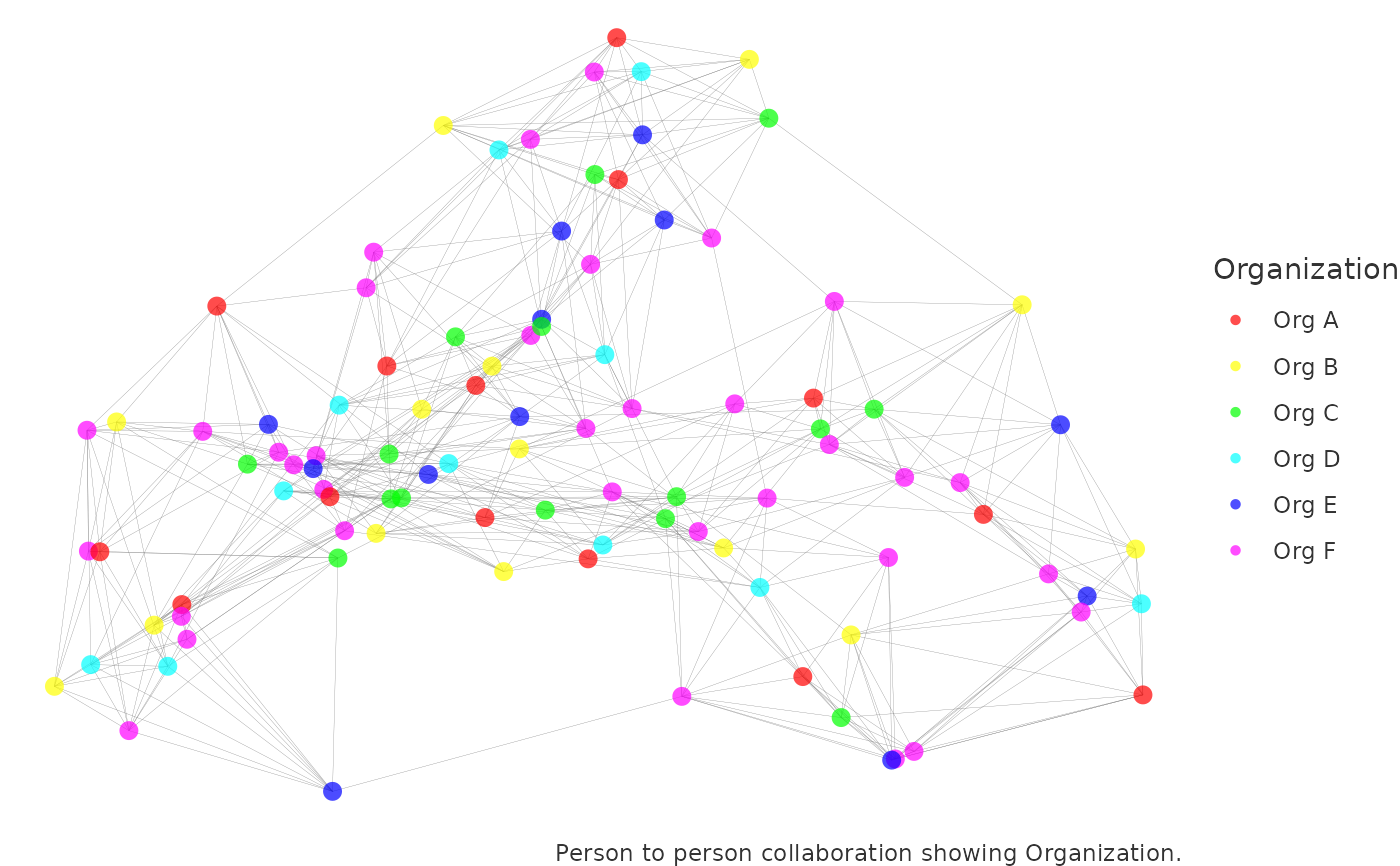 Organization
Org A
Org B
Org C
Org D
Org E
Org F
Person to person collaboration showing Organization.